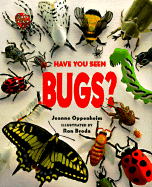 HAVE YOU SEEN
BUGS?
Joanne Oppenheim
ILLUSTRATED BY
Ron Broda